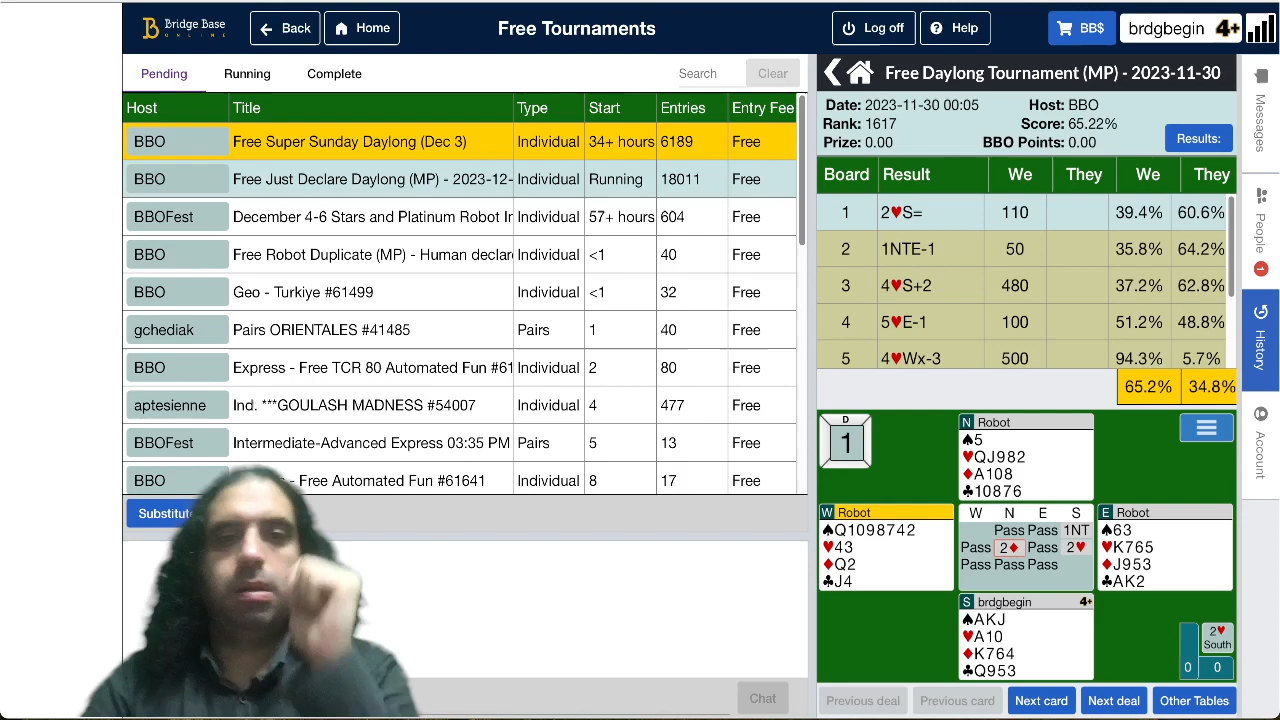 Bridge Base
ONLINE
Back
Home
Free Tournaments
Log off
Help
BB$
brdgbegin 4+
Pending Running Complete Search Clear
Host Title Type Start Entries Entry Fee
BBO Free Super Sunday Daylong (Dec 3) Individual 34+ hours 6189 Free
BBO Free Just Declare Daylong (MP) - 2023-12- Individual Running 18011 Free
BBOFest December 4-6 Stars and Platinum Robot Ir Individual 57+ hours 604 Free
BBO Free Robot Duplicate (MP) - Human declare Individual <1 40 Free
BBO Geo - Turkiye #61499 Individual <1 32 Free
gchediak Pairs ORIENTALES #41485 Pairs 1 40 Free
BBO Express - Free TCR 80 Automated Fun #61 Individual 2 80 Free
aptesienne Ind. ***GOULASH MADNESS #54007 Individual 4 477 Free
BBOFest Intermediate-Advanced Express 03:35 PM Pairs 5 13 Free
BBO - Free Automated Fun #61641 Individual 8 17 Free
Substitute
Chat
Free Daylong Tournament (MP) - 2023-11-30
Date: 2023-11-30 00:05 Host: BBO
Rank: 1617 Score: 65.22%
Prize: 0.00 BBO Points: 0.00
Results:
Board Result We They We They
1 2♥S= 110 39.4% 60.6%
2 1NTE-1 50 35.8% 64.2%
3 4♥S+2 480 37.2% 62.8%
4 5♥E-1 100 51.2% 48.8%
5 4♥Wx-3 500 94.3% 5.7%
65.2% 34.8%
D
1
N Robot
♠5
♥QJ982
♦A108
♣10876
W Robot
♠Q1098742
♥43
♦Q2
♣J4
W N E S
Pass Pass 1NT
Pass 2♦ Pass 2♥
Pass Pass Pass
E Robot
♠63
♥K765
♦J953
♣AK2
S brdgbegin 4+
♠AKJ
♥A10
♦K764
♣Q953
2♥
South
0 0
Previous deal Previous card Next card Next deal Other Tables
Messages
People
1
History
Account